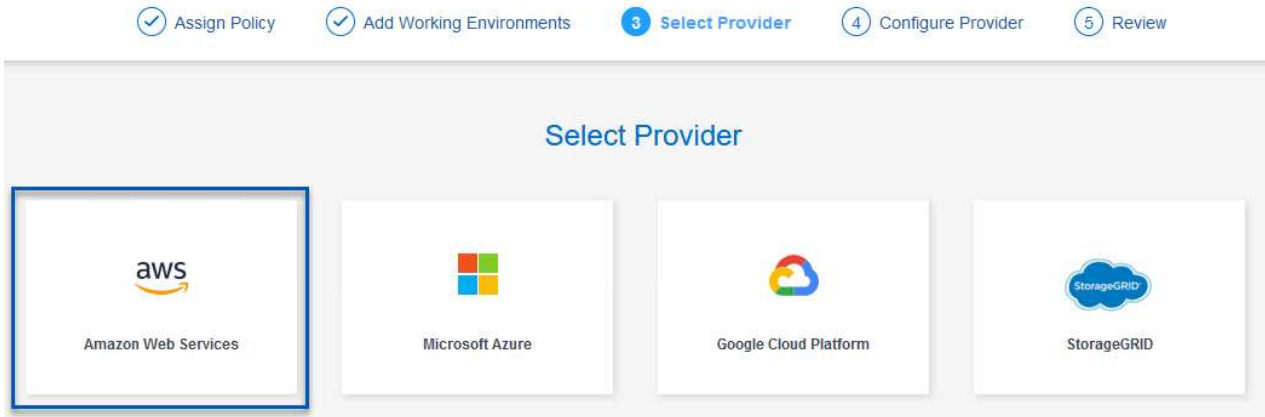 Assign Policy Add Working Environments 3 Select Provider 4 Configure Provider 5 Review
Select Provider
aws StorageGRID
Amazon Web Services Microsoft Azure Google Cloud Platform StorageGRID